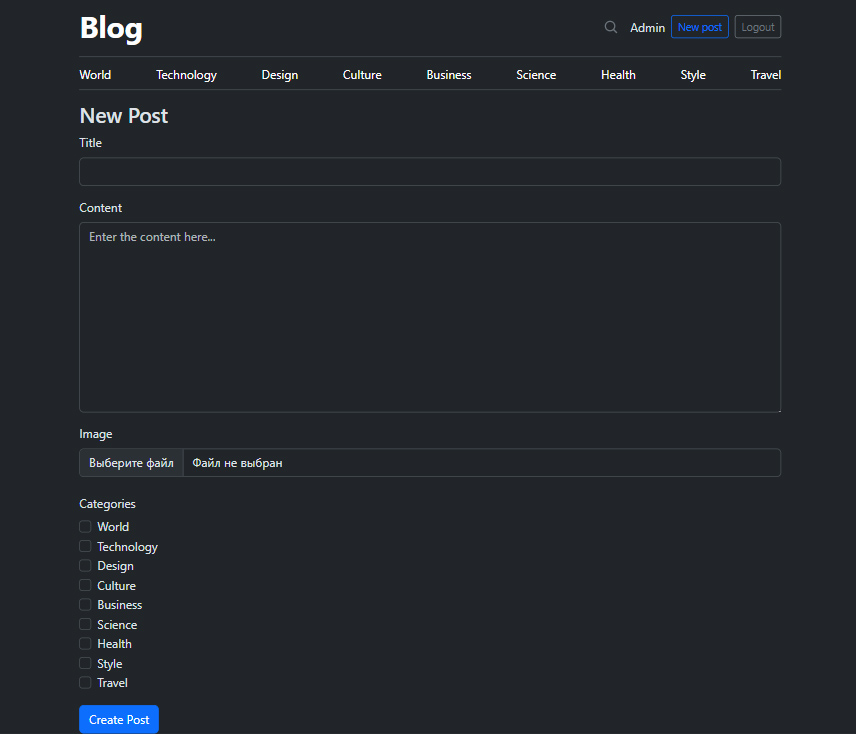 Blog Admin New post Logout
World Technology Design Culture Business Science Health Style Travel
New Post
Title
Content
Enter the content here...
Image
Выберите файл Файл не выбран
Categories
World
Technology
Design
Culture
Business
Science
Health
Style
Travel
Create Post